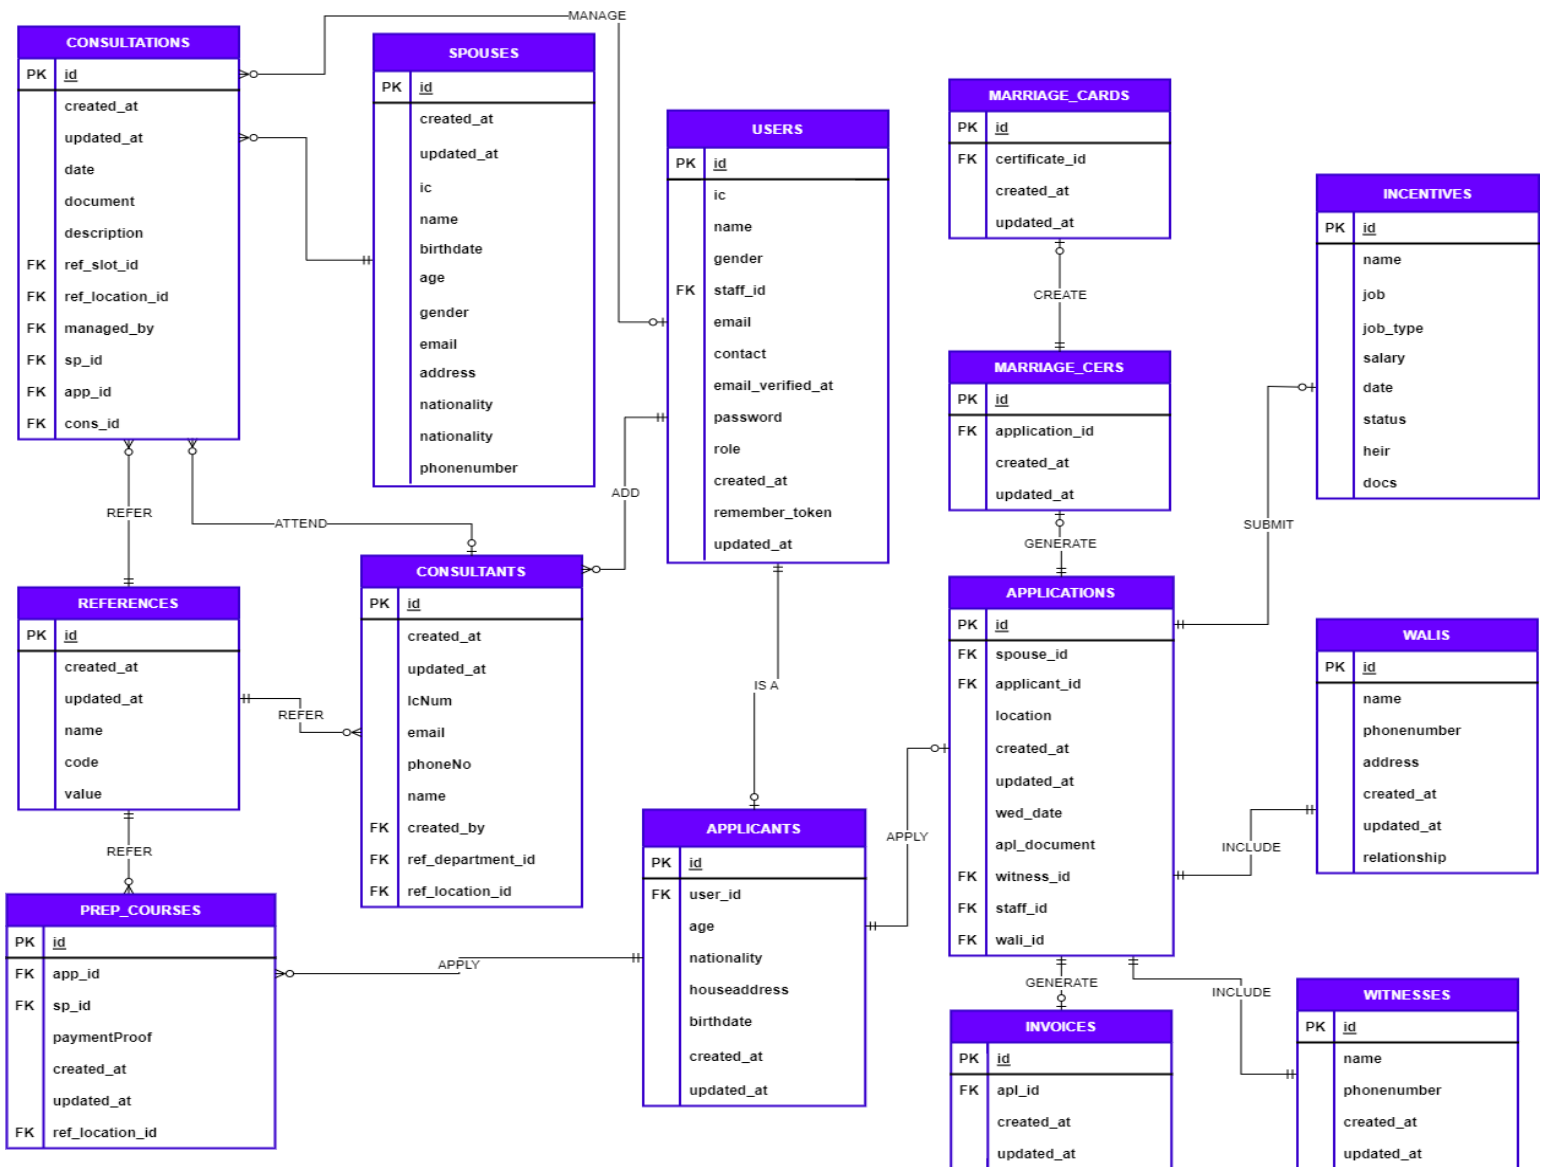 MANAGE
CONSULTATIONS
PK id
created_at
updated_at
date
document
description
FK ref_slot_id
FK ref_location_id
FK managed_by
FK sp_id
FK app_id
FK cons_id
SPOUSES
PK id
created_at
updated_at
ic
name
birthdate
age
gender
email
address
nationality
nationality
phonenumber
USERS
PK id
ic
name
gender
FK staff_id
email
contact
email_verified_at
password
role
created_at
remember_token
updated_at
MARRIAGE_CARDS
PK id
FK certificate_id
created_at
updated_at
CREATE
MARRIAGE_CERS
PK id
FK application_id
created_at
updated_at
GENERATE
INCENTIVES
PK id
name
job
job_type
salary
date
status
heir
docs
SUBMIT
REFER
ATTEND
ADD
REFERENCES
PK id
created_at
updated_at
name
code
value
REFER
CONSULTANTS
PK id
created_at
updated_at
IcNum
email
phoneNo
name
FK created_by
FK ref_department_id
FK ref_location_id
IS A
APPLICATIONS
PK id
FK spouse_id
FK applicant_id
location
created_at
updated_at
wed_date
apl_document
FK witness_id
FK staff_id
FK wali_id
WALIS
PK id
name
phonenumber
address
created_at
updated_at
relationship
INCLUDE
REFER
PREP_COURSES
PK id
FK app_id
FK sp_id
paymentProof
created_at
updated_at
FK ref_location_id
APPLY
APPLICANTS
PK id
FK user_id
age
nationality
houseaddress
birthdate
created_at
updated_at
APPLY
GENERATE
INCLUDE
INVOICES
PK id
FK apl_id
created_at
updated_at
WITNESSES
PK id
name
phonenumber
created_at
updated_at